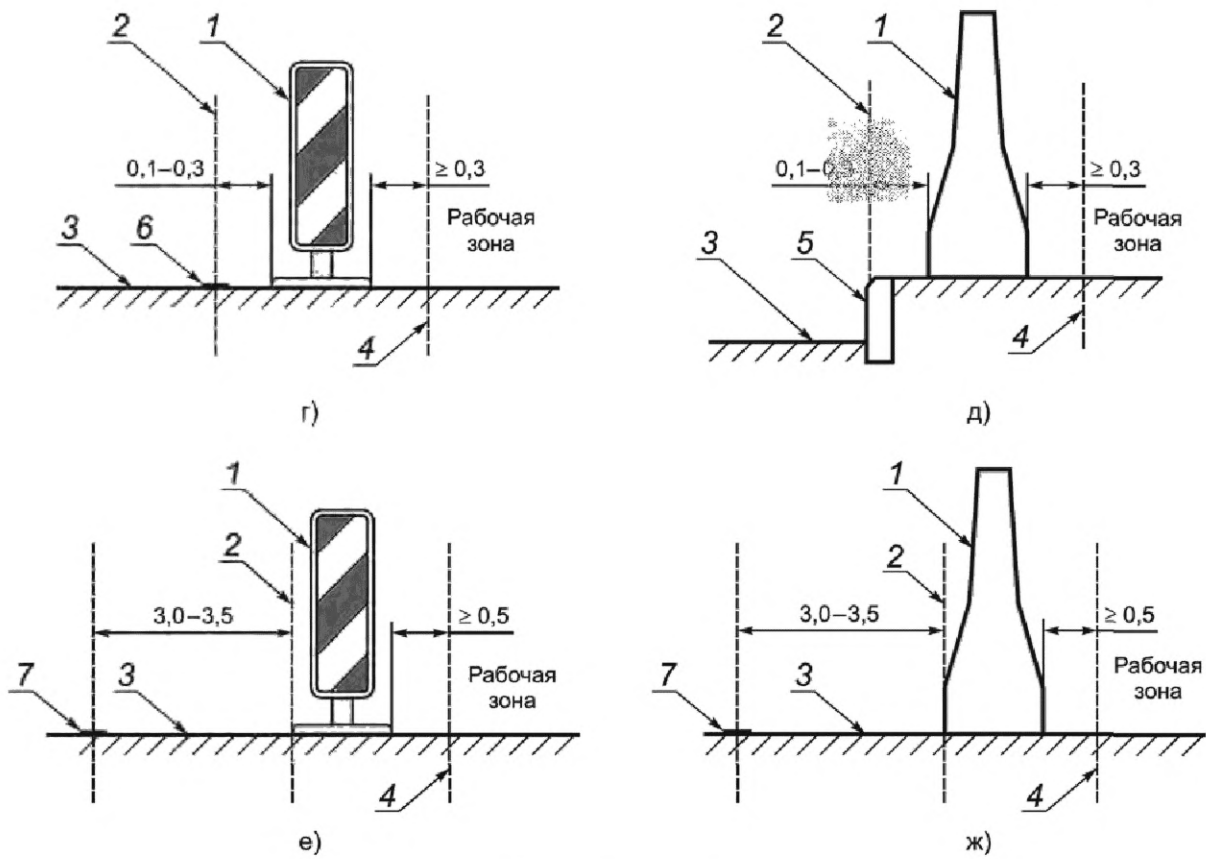 2 1
0,1–0,3 ≥ 0,3
Рабочая
зона
3 6
4
г)
2 1
≥ 0,3
Рабочая
зона
3 5
4
д)
1
2
3,0–3,5 ≥ 0,5
Рабочая
зона
7 3
4
е)
1
2
3,0–3,5 ≥ 0,5
Рабочая
зона
7 3
4
ж)